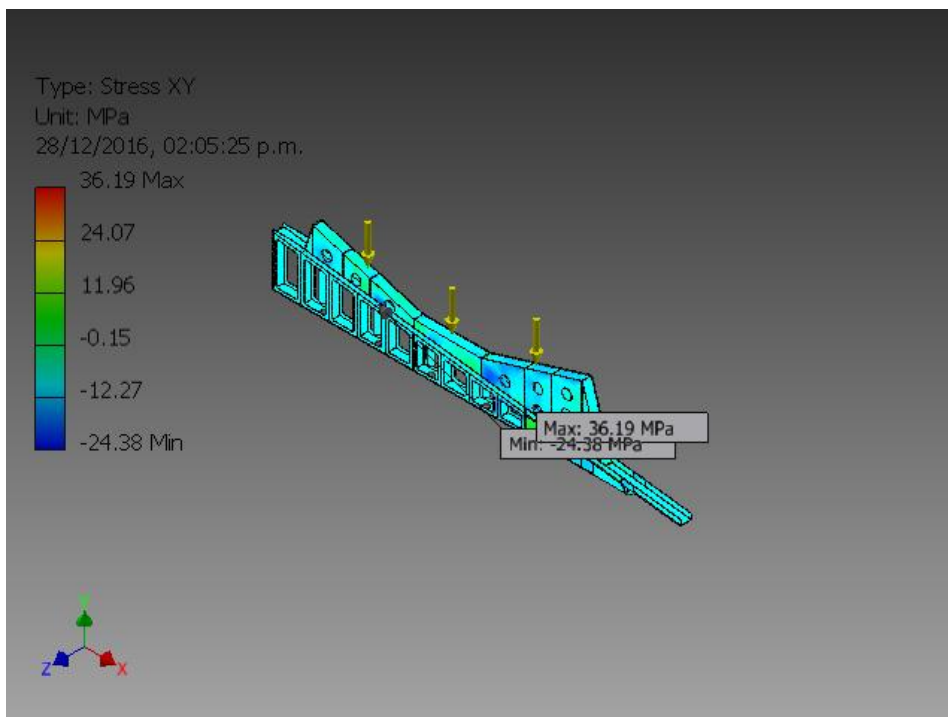 Type: Stress XY
Unit: MPa
28/12/2016, 02:05:25 p.m.
36.19 Max
24.07
11.96
-0.15
-12.27
-24.38 Min
Max: 36.19 MPa
Min: -24.38 MPa
Y
Z
X